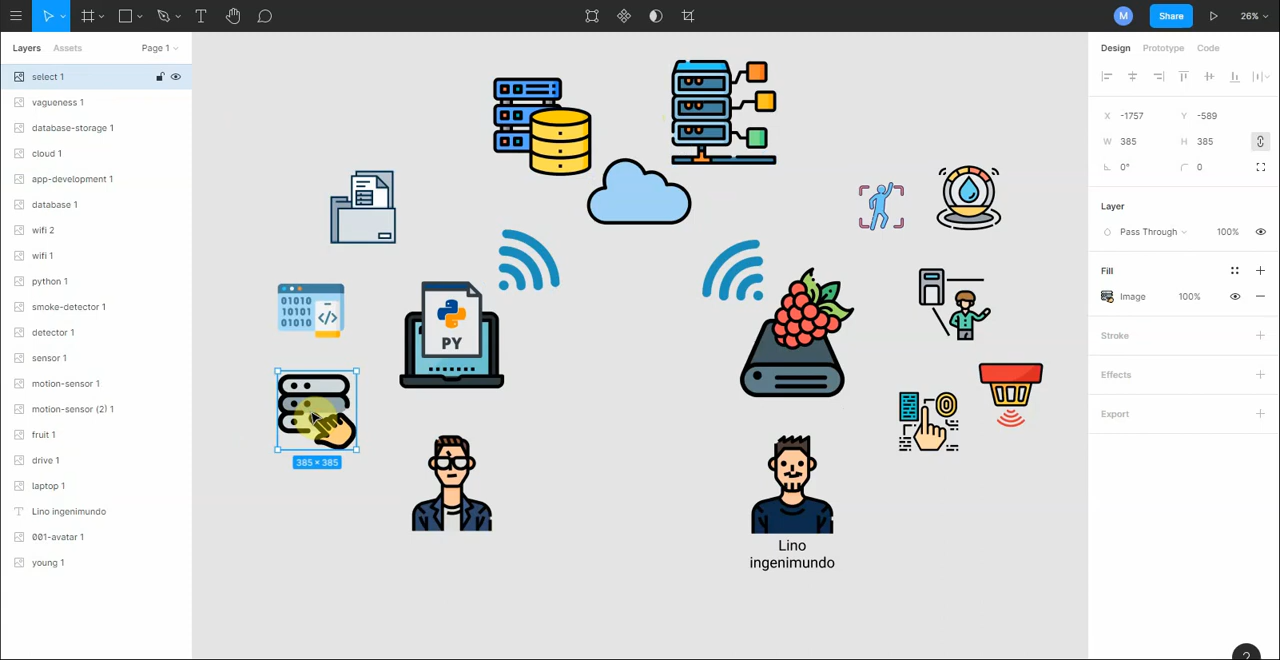 M
Share
26%
Layers
Assets
Page 1
select 1
vagueness 1
database-storage 1
cloud 1
app-development 1
database 1
wifi 2
wifi 1
python 1
smoke-detector 1
detector 1
sensor 1
motion-sensor 1
motion-sensor (2) 1
fruit 1
drive 1
laptop 1
Lino ingenimundo
001-avatar 1
young 1
01010
10101
01010
</>
PY
385 × 385
0
Lino
ingenimundo
Design
Prototype
Code
X -1757 Y -589
W 385 H 385
0° 0
Layer
Pass Through 100%
Fill
Image 100%
Stroke
Effects
Export
?